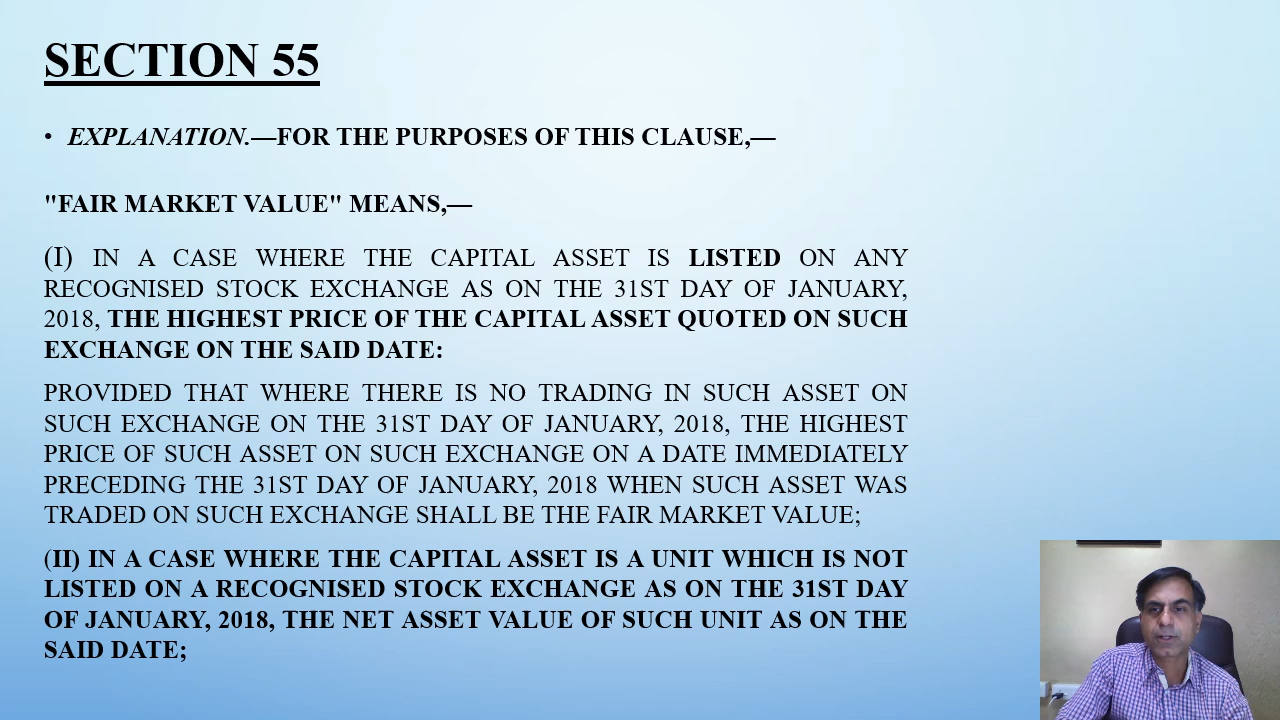 SECTION 55
• EXPLANATION.—FOR THE PURPOSES OF THIS CLAUSE,—
"FAIR MARKET VALUE" MEANS,—
(I) IN A CASE WHERE THE CAPITAL ASSET IS LISTED ON ANY
RECOGNISED STOCK EXCHANGE AS ON THE 31ST DAY OF JANUARY,
2018, THE HIGHEST PRICE OF THE CAPITAL ASSET QUOTED ON SUCH
EXCHANGE ON THE SAID DATE:
PROVIDED THAT WHERE THERE IS NO TRADING IN SUCH ASSET ON
SUCH EXCHANGE ON THE 31ST DAY OF JANUARY, 2018, THE HIGHEST
PRICE OF SUCH ASSET ON SUCH EXCHANGE ON A DATE IMMEDIATELY
PRECEDING THE 31ST DAY OF JANUARY, 2018 WHEN SUCH ASSET WAS
TRADED ON SUCH EXCHANGE SHALL BE THE FAIR MARKET VALUE;
(II) IN A CASE WHERE THE CAPITAL ASSET IS A UNIT WHICH IS NOT
LISTED ON A RECOGNISED STOCK EXCHANGE AS ON THE 31ST DAY
OF JANUARY, 2018, THE NET ASSET VALUE OF SUCH UNIT AS ON THE
SAID DATE;